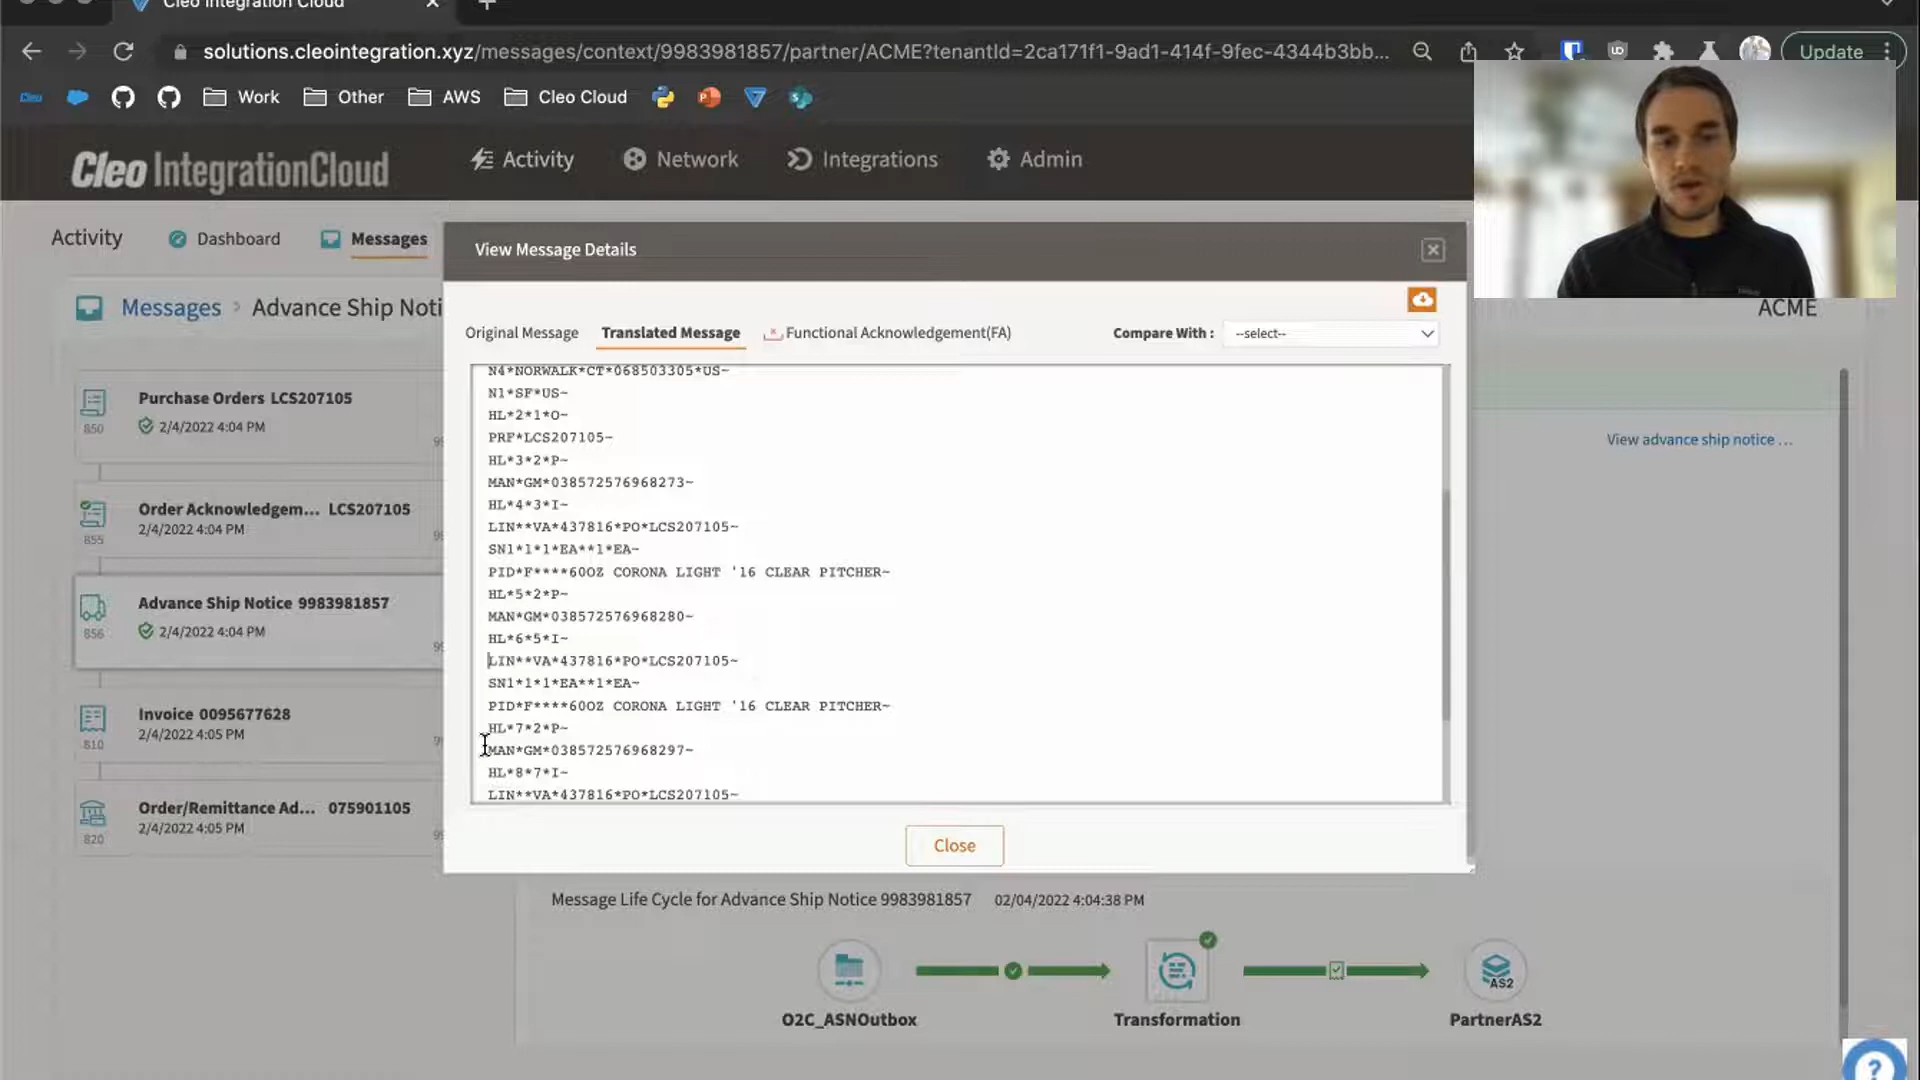 Cleo Integration Cloud
solutions.cleointegration.xyz/messages/context/9983981857/partner/ACME?tenantId=2ca171f1-9ad1-414f-9fec-4344b3bb...
Update
Work
Other
AWS
Cleo Cloud
Cleo IntegrationCloud
Activity
Network
Integrations
Admin
Activity
Dashboard
Messages
Messages > Advance Ship Noti
ACME
View Message Details
Original Message
Translated Message
Functional Acknowledgement(FA)
Compare With :
--select--
Purchase Orders LCS207105
850
2/4/2022 4:04 PM
Order Acknowledgem... LCS207105
855
2/4/2022 4:04 PM
Advance Ship Notice 9983981857
856
2/4/2022 4:04 PM
Invoice 0095677628
810
2/4/2022 4:05 PM
Order/Remittance Ad... 075901105
820
2/4/2022 4:05 PM
N4*NORWALK*CT*068503305*US~
N1*SF*US~
HL*2*1*O~
PRF*LCS207105~
HL*3*2*P~
MAN*GM*038572576968273~
HL*4*3*I~
LIN**VA*437816*PO*LCS207105~
SN1*1*1*EA**1*EA~
PID*F****60OZ CORONA LIGHT '16 CLEAR PITCHER~
HL*5*2*P~
MAN*GM*038572576968280~
HL*6*5*I~
LIN**VA*437816*PO*LCS207105~
SN1*1*1*EA**1*EA~
PID*F****60OZ CORONA LIGHT '16 CLEAR PITCHER~
HL*7*2*P~
MAN*GM*038572576968297~
HL*8*7*I~
LIN**VA*437816*PO*LCS207105~
Close
View advance ship notice ...
Message Life Cycle for Advance Ship Notice 9983981857 02/04/2022 4:04:38 PM
AS2
O2C_ASNOutbox
Transformation
PartnerAS2
?